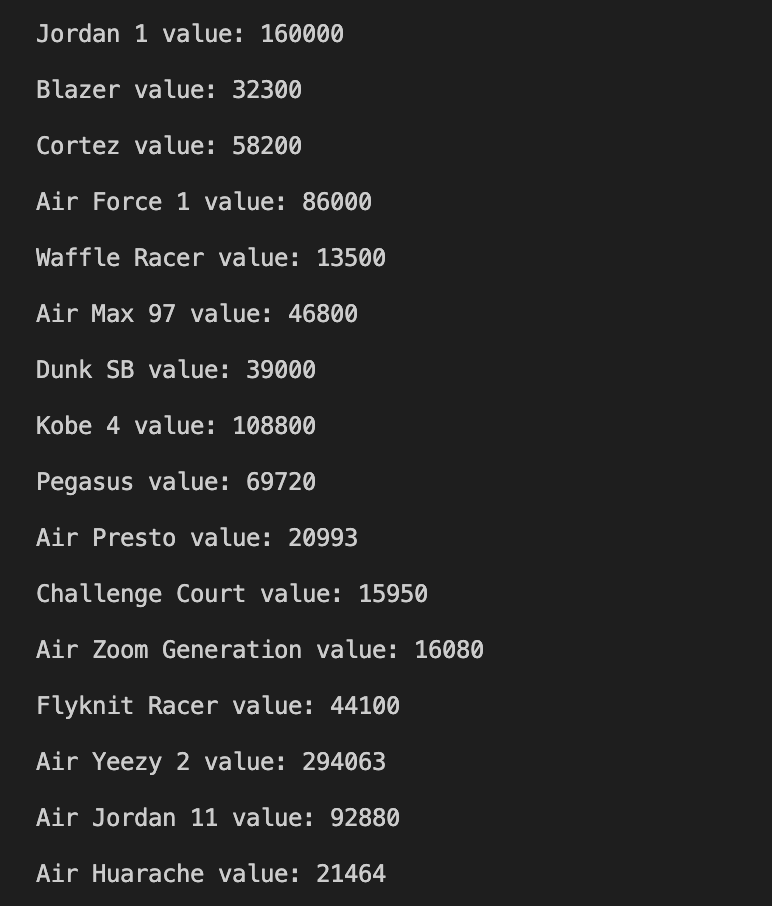 Jordan 1 value: 160000
Blazer value: 32300
Cortez value: 58200
Air Force 1 value: 86000
Waffle Racer value: 13500
Air Max 97 value: 46800
Dunk SB value: 39000
Kobe 4 value: 108800
Pegasus value: 69720
Air Presto value: 20993
Challenge Court value: 15950
Air Zoom Generation value: 16080
Flyknit Racer value: 44100
Air Yeezy 2 value: 294063
Air Jordan 11 value: 92880
Air Huarache value: 21464